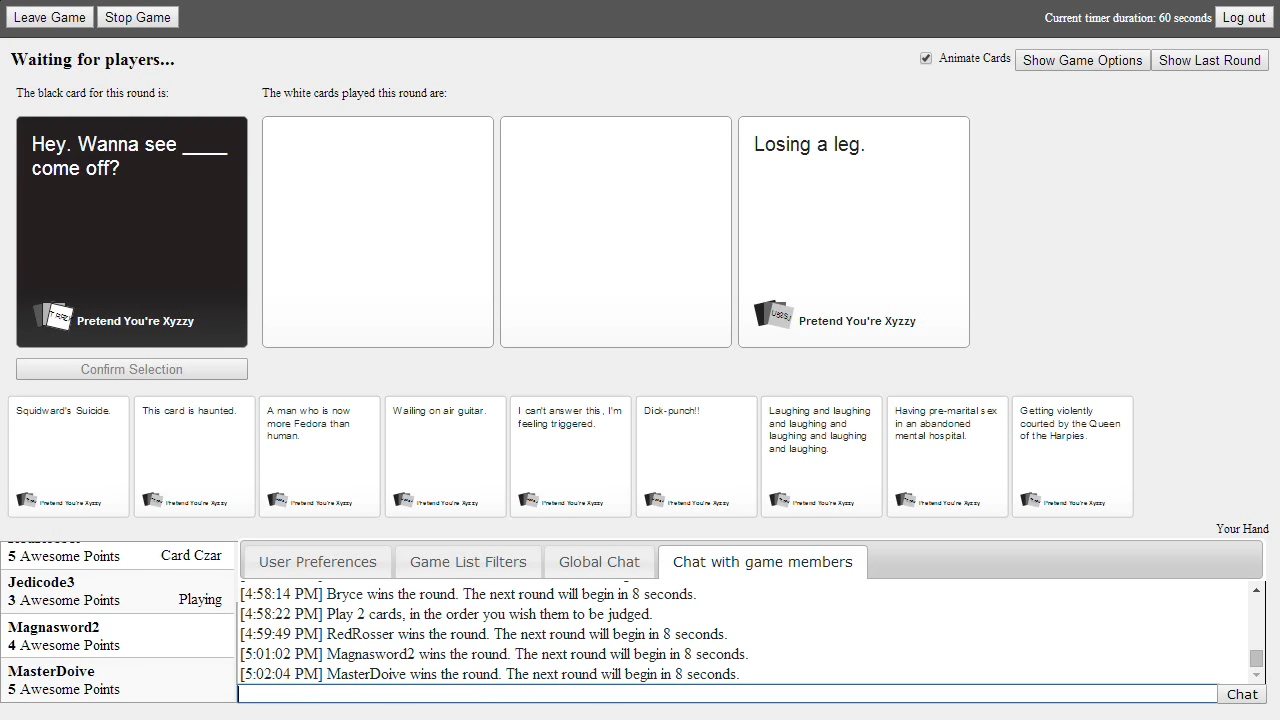 Leave Game
Stop Game
Current timer duration: 60 seconds
Log out
Waiting for players...
Animate Cards
Show Game Options
Show Last Round
The black card for this round is:
The white cards played this round are:
Hey. Wanna see ____
come off?
Pretend You're Xyzzy
Losing a leg.
Pretend You're Xyzzy
Confirm Selection
Squidward's Suicide.
Pretend You're Xyzzy
This card is haunted.
Pretend You're Xyzzy
A man who is now
more Fedora than
human.
Pretend You're Xyzzy
Wailing on air guitar.
Pretend You're Xyzzy
I can't answer this, I'm
feeling triggered.
Pretend You're Xyzzy
Dick-punch!!
Pretend You're Xyzzy
Laughing and laughing
and laughing and
laughing and laughing
and laughing.
Pretend You're Xyzzy
Having pre-marital sex
in an abandoned
mental hospital.
Pretend You're Xyzzy
Getting violently
courted by the Queen
of the Harpies.
Pretend You're Xyzzy
Your Hand
5 Awesome Points Card Czar
Jedicode3
3 Awesome Points Playing
Magnasword2
4 Awesome Points
MasterDoive
5 Awesome Points
User Preferences
Game List Filters
Global Chat
Chat with game members
[4:58:14 PM] Bryce wins the round. The next round will begin in 8 seconds.
[4:58:22 PM] Play 2 cards, in the order you wish them to be judged.
[4:59:49 PM] RedRosser wins the round. The next round will begin in 8 seconds.
[5:01:02 PM] Magnasword2 wins the round. The next round will begin in 8 seconds.
[5:02:04 PM] MasterDoive wins the round. The next round will begin in 8 seconds.
Chat